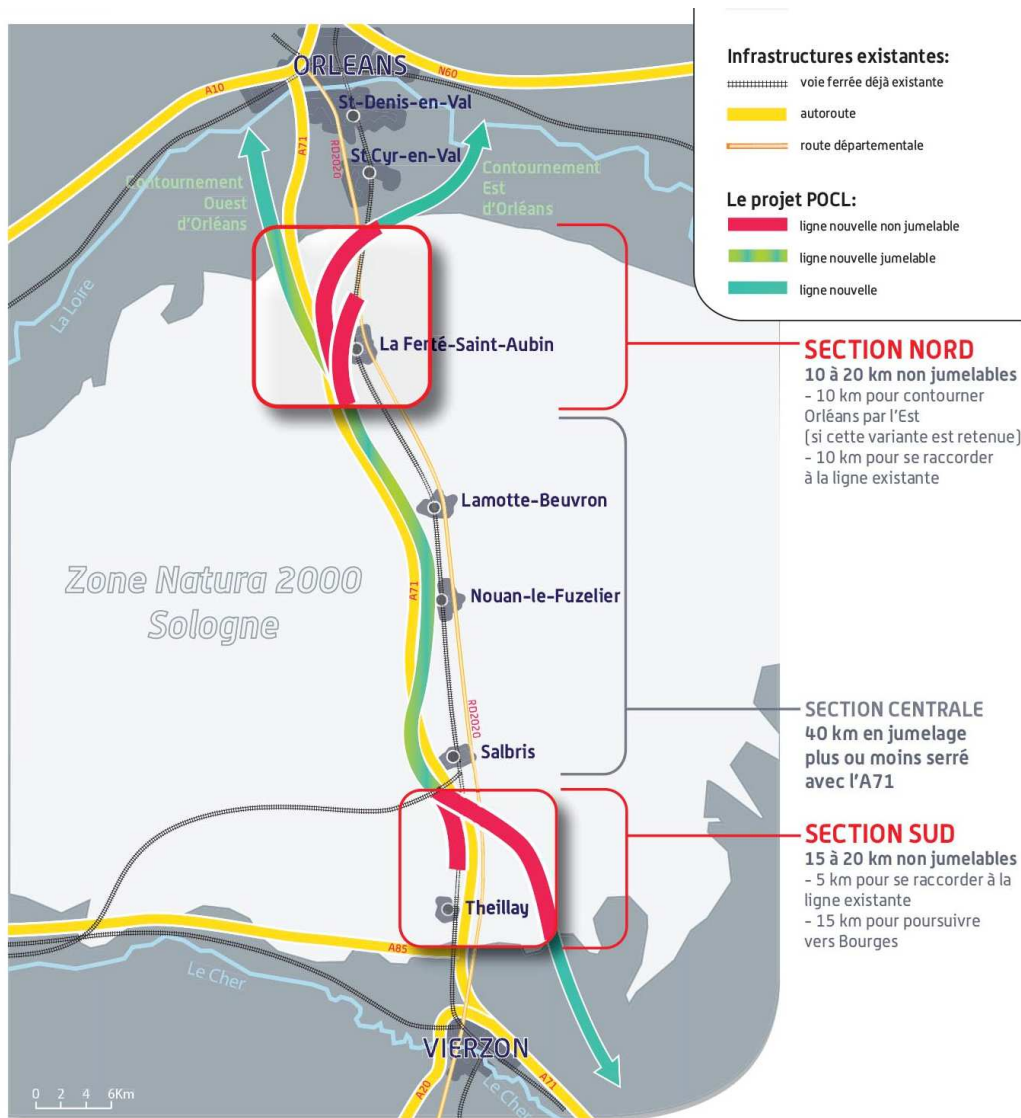 Infrastructures existantes:
voie ferrée déjà existante
autoroute
route départementale
Le projet POCL:
ligne nouvelle non jumelable
ligne nouvelle jumelable
ligne nouvelle
ORLEANS
N60
A10
St-Denis-en-Val
A71
RD2020
St Cyr-en-Val
Contournement
Ouest
d'Orléans
Contournement
Est
d'Orléans
La Loire
La Ferté-Saint-Aubin
SECTION NORD
10 à 20 km non jumelables
- 10 km pour contourner
Orléans par l'Est
(si cette variante est retenue)
- 10 km pour se raccorder
à la ligne existante
Lamotte-Beuvron
Zone Natura 2000
Sologne
A71
Nouan-le-Fuzelier
RD2020
Salbris
SECTION CENTRALE
40 km en jumelage
plus ou moins serré
avec l'A71
SECTION SUD
15 à 20 km non jumelables
- 5 km pour se raccorder à la
ligne existante
- 15 km pour poursuivre
vers Bourges
Theillay
A85
Le Cher
VIERZON
A20
Le Cher
A71
0 2 4 6Km